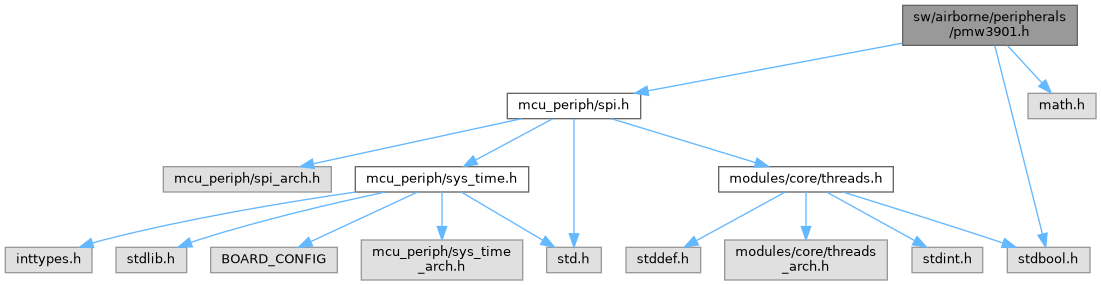 sw/airborne/peripherals
/pmw3901.h
mcu_periph/spi.h
math.h
mcu_periph/spi_arch.h
mcu_periph/sys_time.h
modules/core/threads.h
inttypes.h
stdlib.h
BOARD_CONFIG
mcu_periph/sys_time
_arch.h
std.h
stddef.h
modules/core/threads
_arch.h
stdint.h
stdbool.h